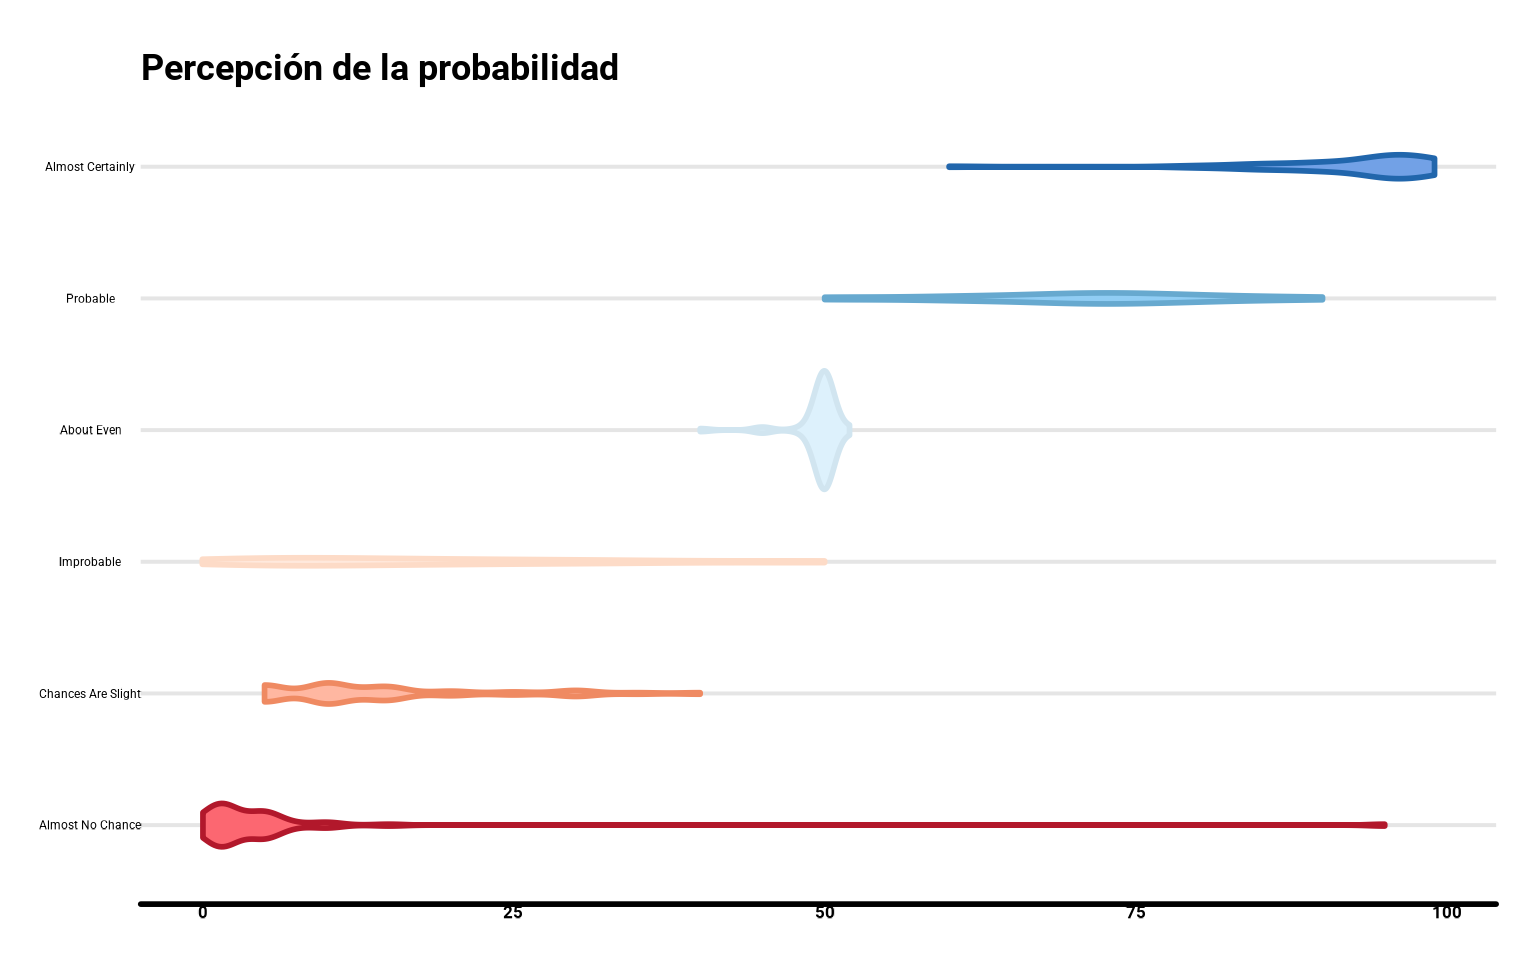 Percepción de la probabilidad
Almost Certainly
Probable
About Even
Improbable
Chances Are Slight
Almost No Chance
0 25 50 75 100